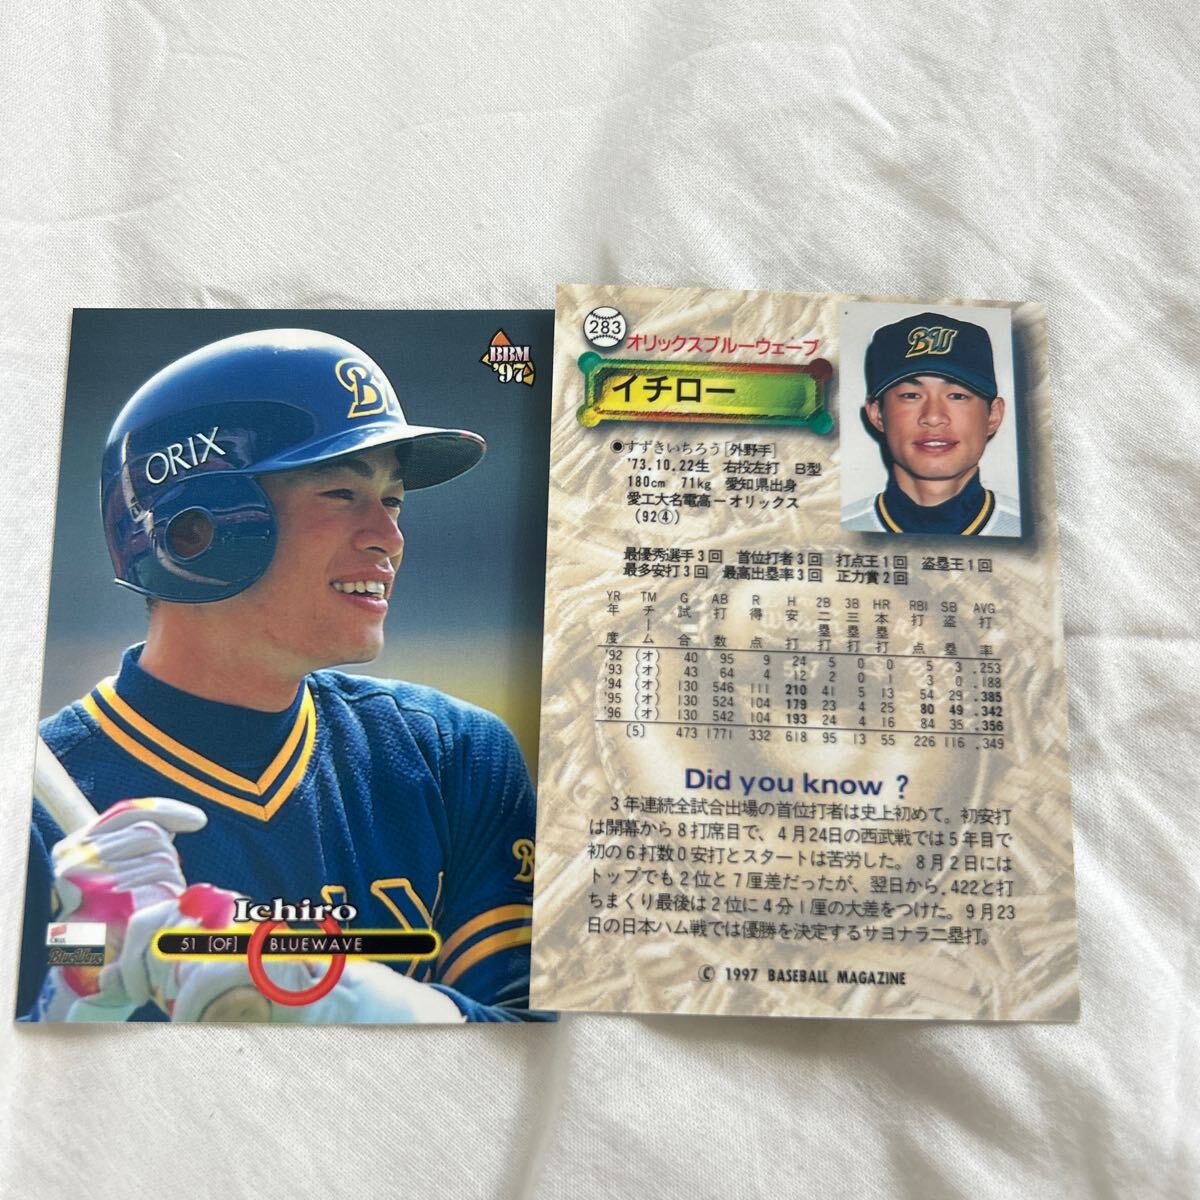 BBM
'97
BW
ORIX
Ichiro
51 [OF] BLUEWAVE
BlueWave
283
オリックスブルーウェーブ
イチロー
BW
●すずきいちろう [外野手]
'73.10.22生 右投左打 B型
180cm 71kg 愛知県出身
愛工大名電高ーオリックス
(92④)
最優秀選手3回 首位打者3回 打点王1回 盗塁王1回
最多安打3回 最高出塁率3回 正力賞2回
YR TM G AB R H 2B 3B HR RBI SB AVG
年度 チーム 試合 打数 得点 安打 二塁打 三塁打 本塁打 打点 盗塁 打率
'92 (オ) 40 95 9 24 5 0 0 5 3 .253
'93 (オ) 43 64 4 12 2 0 1 3 0 .188
'94 (オ) 130 546 111 210 41 5 13 54 29 .385
'95 (オ) 130 524 104 179 23 4 25 80 49 .342
'96 (オ) 130 542 104 193 24 4 16 84 35 .356
[5] 473 1771 332 618 95 13 55 226 116 .349
Did you know ?
3年連続全試合出場の首位打者は史上初めて。初安打
は開幕から8打席目で、4月24日の西武戦では5年目で
初の6打数0安打とスタートは苦労した。8月2日には
トップでも2位と7厘差だったが、翌日から.422と打
ちまくり最後は2位に4分1厘の大差をつけた。9月23
日の日本ハム戦では優勝を決定するサヨナラ二塁打。
© 1997 BASEBALL MAGAZINE